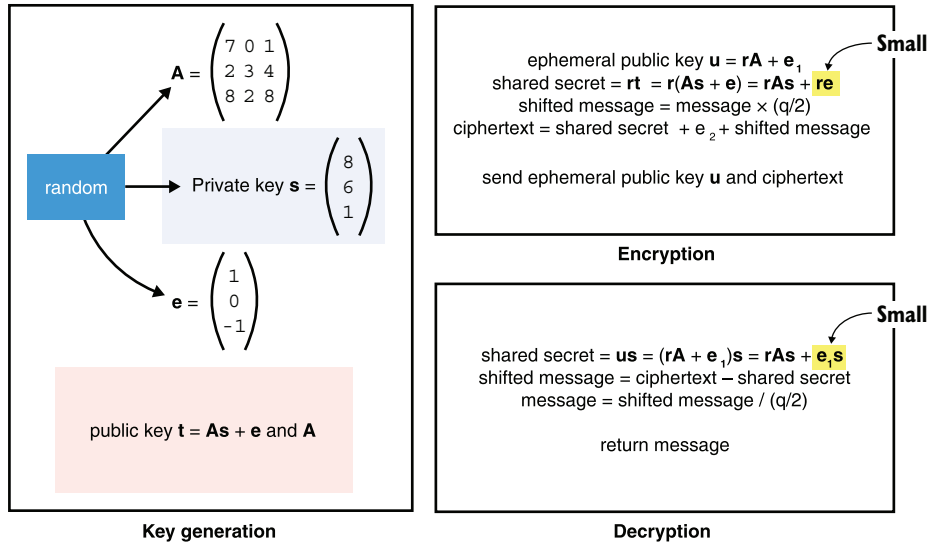 random
A = 
7 0 1
2 3 4
8 2 8
Private key s =
8
6
1
e =
1
0
-1
public key t = As + e and A
Key generation
Small
ephemeral public key u = rA + e₁
shared secret = rt = r(As + e) = rAs + re
shifted message = message × (q/2)
ciphertext = shared secret + e₂ + shifted message
send ephemeral public key u and ciphertext
Encryption
Small
shared secret = us = (rA + e₁)s = rAs + e₁s
shifted message = ciphertext – shared secret
message = shifted message / (q/2)
return message
Decryption